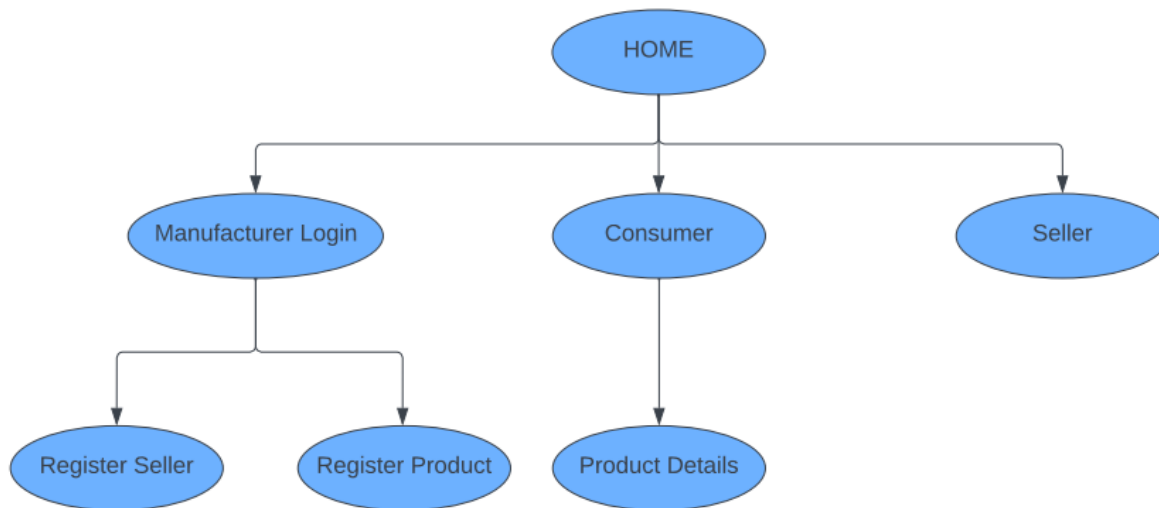 HOME
Manufacturer Login
Consumer
Seller
Register Seller
Register Product
Product Details